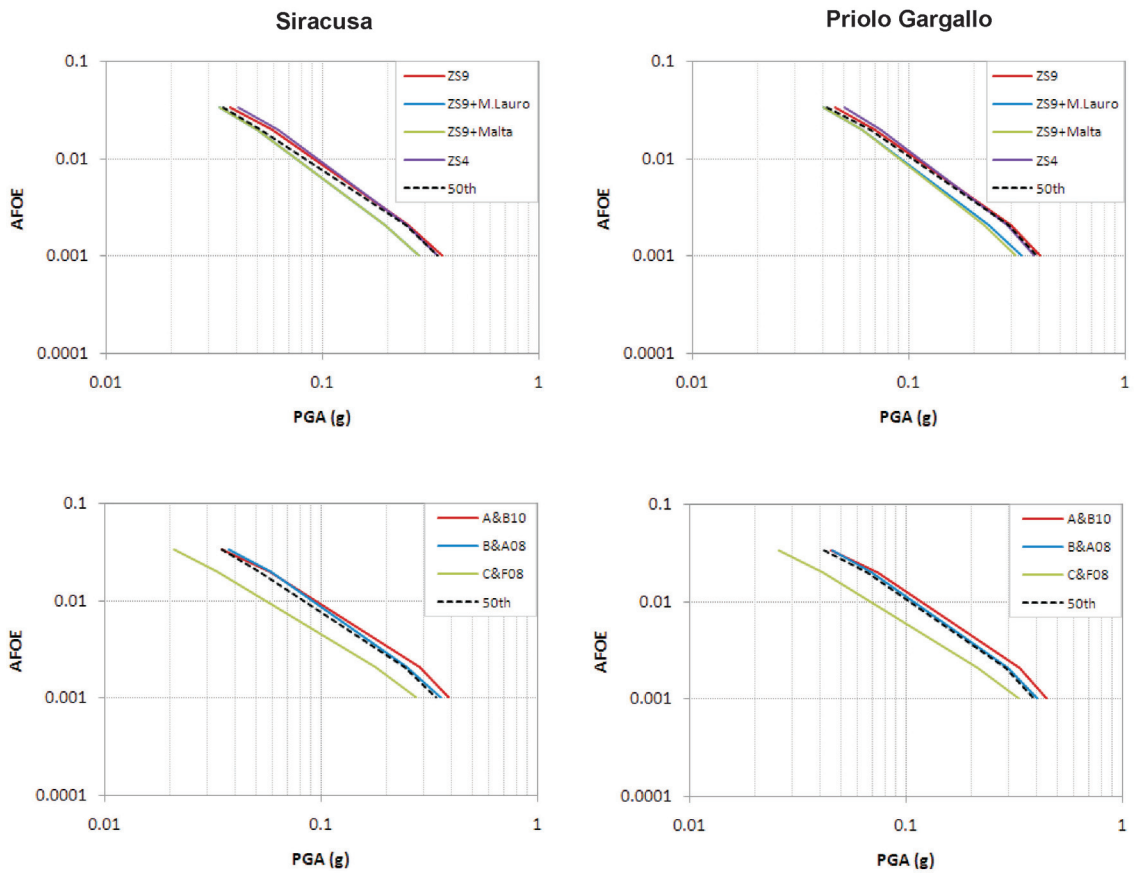 Siracusa
0.1
0.01
0.001
0.0001
AFOE
ZS9
ZS9+M.Lauro
ZS9+Malta
ZS4
50th
0.01
0.1
1
PGA (g)
Priolo Gargallo
0.1
0.01
0.001
0.0001
AFOE
ZS9
ZS9+M.Lauro
ZS9+Malta
ZS4
50th
0.01
0.1
1
PGA (g)
0.1
0.01
0.001
0.0001
AFOE
A&B10
B&A08
C&F08
50th
0.01
0.1
1
PGA (g)
0.1
0.01
0.001
0.0001
AFOE
A&B10
B&A08
C&F08
50th
0.01
0.1
1
PGA (g)